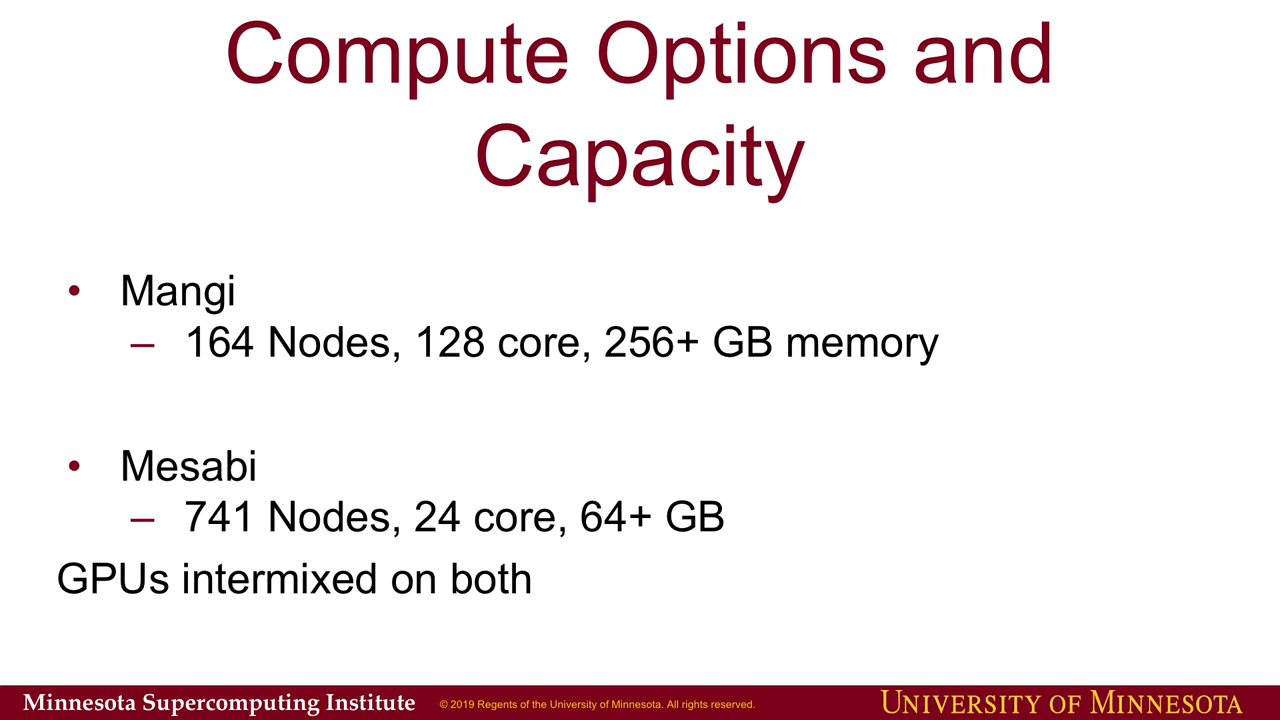 Compute Options and
Capacity
• Mangi
– 164 Nodes, 128 core, 256+ GB memory
• Mesabi
– 741 Nodes, 24 core, 64+ GB
GPUs intermixed on both
Minnesota Supercomputing Institute
© 2019 Regents of the University of Minnesota. All rights reserved.
UNIVERSITY OF MINNESOTA